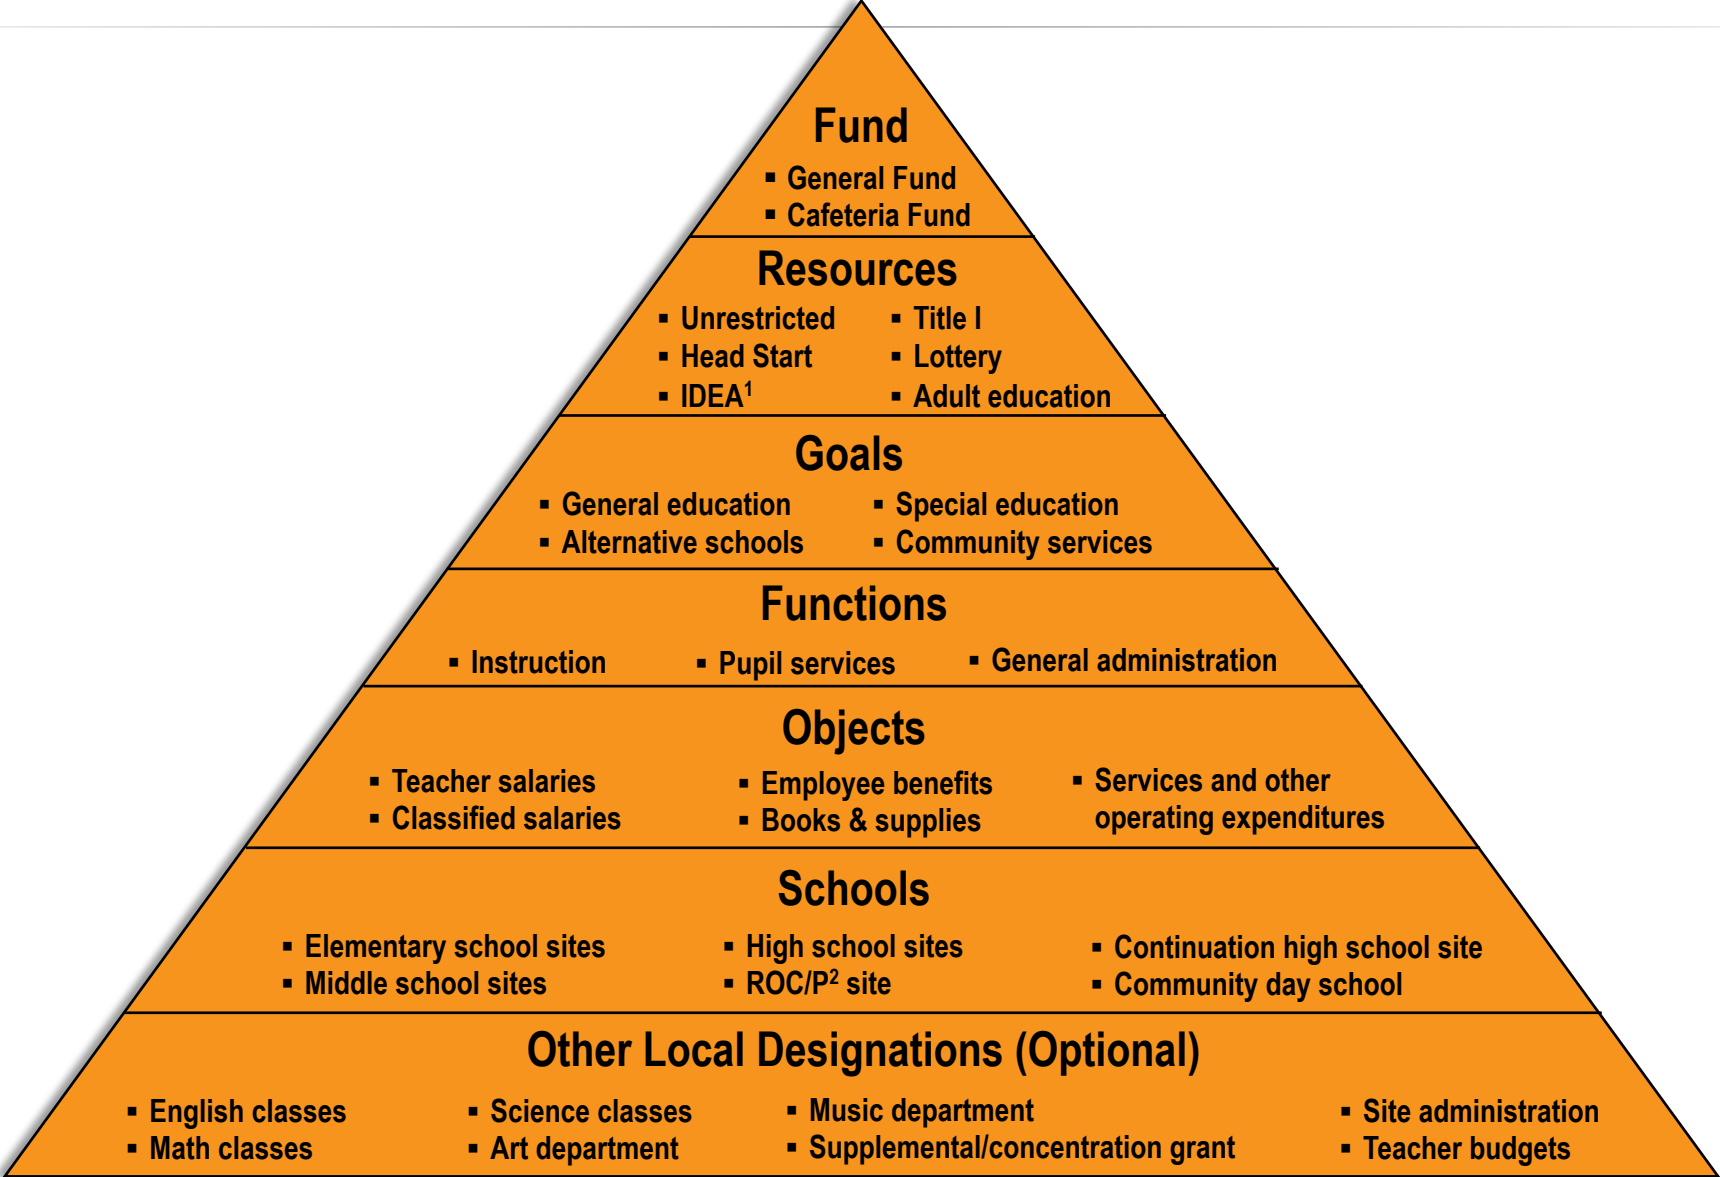 Fund
▪ General Fund
▪ Cafeteria Fund
Resources
▪ Unrestricted ▪ Title I
▪ Head Start ▪ Lottery
▪ IDEA¹ ▪ Adult education
Goals
▪ General education ▪ Special education
▪ Alternative schools ▪ Community services
Functions
▪ Instruction ▪ Pupil services ▪ General administration
Objects
▪ Teacher salaries ▪ Employee benefits ▪ Services and other
▪ Classified salaries ▪ Books & supplies operating expenditures
Schools
▪ Elementary school sites ▪ High school sites ▪ Continuation high school site
▪ Middle school sites ▪ ROC/P² site ▪ Community day school
Other Local Designations (Optional)
▪ English classes ▪ Science classes ▪ Music department ▪ Site administration
▪ Math classes ▪ Art department ▪ Supplemental/concentration grant ▪ Teacher budgets